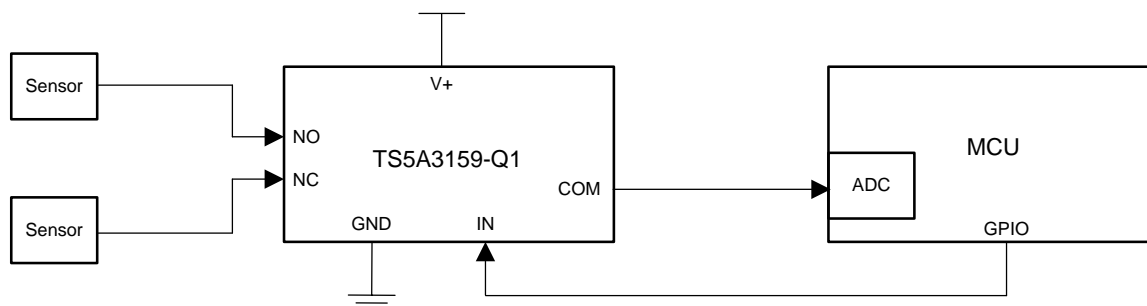 Sensor
V+
NO
TS5A3159-Q1
MCU
NC
COM
ADC
Sensor
GND
IN
GPIO